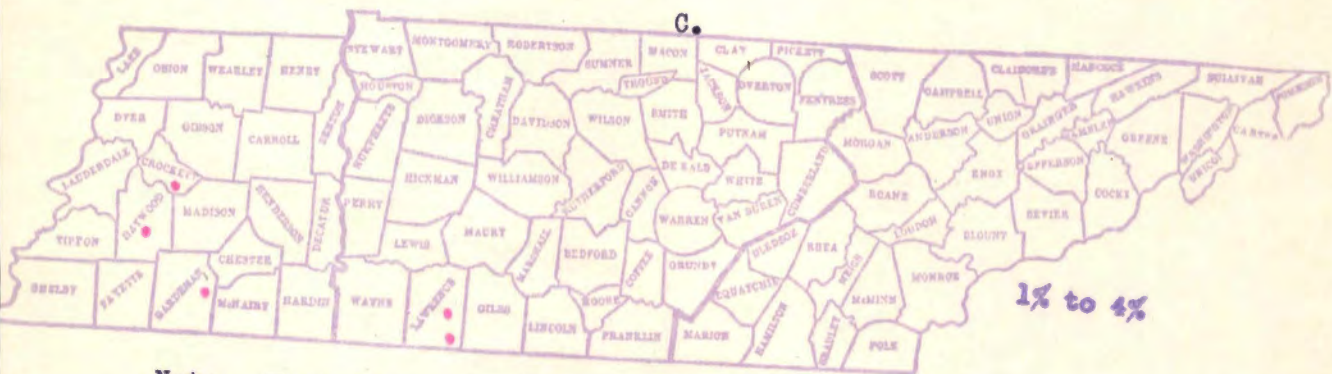 C.
LAKE
OBION
WEAKLEY
HENRY
STEWART
MONTGOMERY
ROBERTSON
SUMNER
MACON
CLAY
PICKETT
SCOTT
CAMPBELL
CLAIBORNE
HANCOCK
HAWKINS
SULLIVAN
JOHNSON
HOUSTON
TROUSD
JACKSON
OVERTON
FENTRESS
UNION
GRAINGER
HAMBLEN
GREENE
WASHINGTON
CARTER
UNICOI
DYER
GIBSON
CARROLL
BENTON
HUMPHREYS
DICKSON
CHEATHAM
DAVIDSON
WILSON
SMITH
PUTNAM
MORGAN
ANDERSON
KNOX
JEFFERSON
COCKE
LAUDERDALE
CROCKETT
DE KALB
WHITE
CUMBERLAND
ROANE
LOUDON
SEVIER
HAYWOOD
MADISON
HENDERSON
DECATUR
PERRY
HICKMAN
WILLIAMSON
RUTHERFORD
CANNON
WARREN
VAN BUREN
BLOUNT
TIPTON
CHESTER
LEWIS
MAURY
MARSHALL
BEDFORD
COFFEE
GRUNDY
BLEDSOE
RHEA
MEIGS
MONROE
SHELBY
FAYETTE
HARDEMAN
McNAIRY
HARDIN
WAYNE
LAWRENCE
GILES
LINCOLN
MOORE
FRANKLIN
MARION
EQUATCHIE
HAMILTON
BRADLEY
McMINN
POLK
1% to 4%